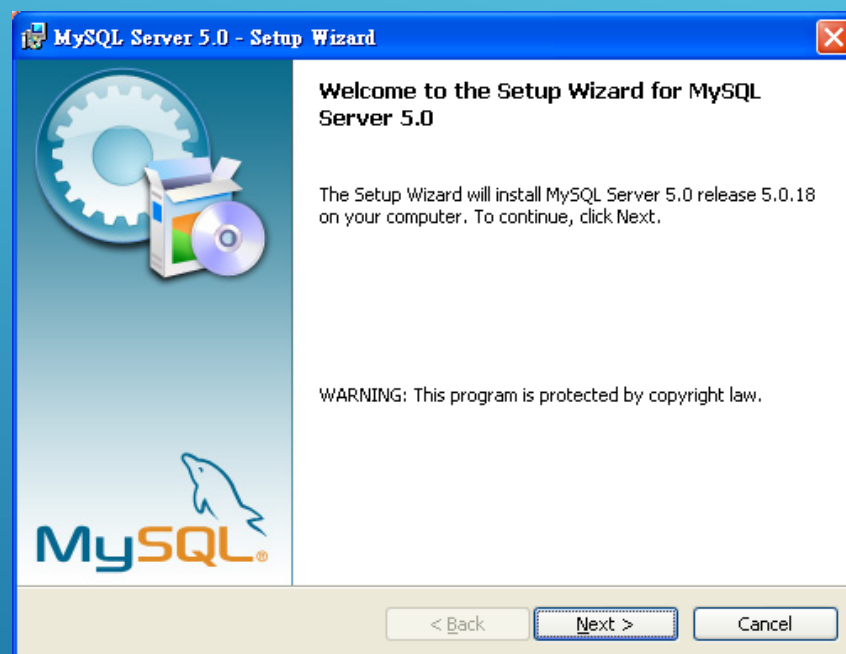 MySQL Server 5.0 - Setup Wizard
Welcome to the Setup Wizard for MySQL
Server 5.0
The Setup Wizard will install MySQL Server 5.0 release 5.0.18
on your computer. To continue, click Next.
WARNING: This program is protected by copyright law.
MySQL®
< Back
Next >
Cancel